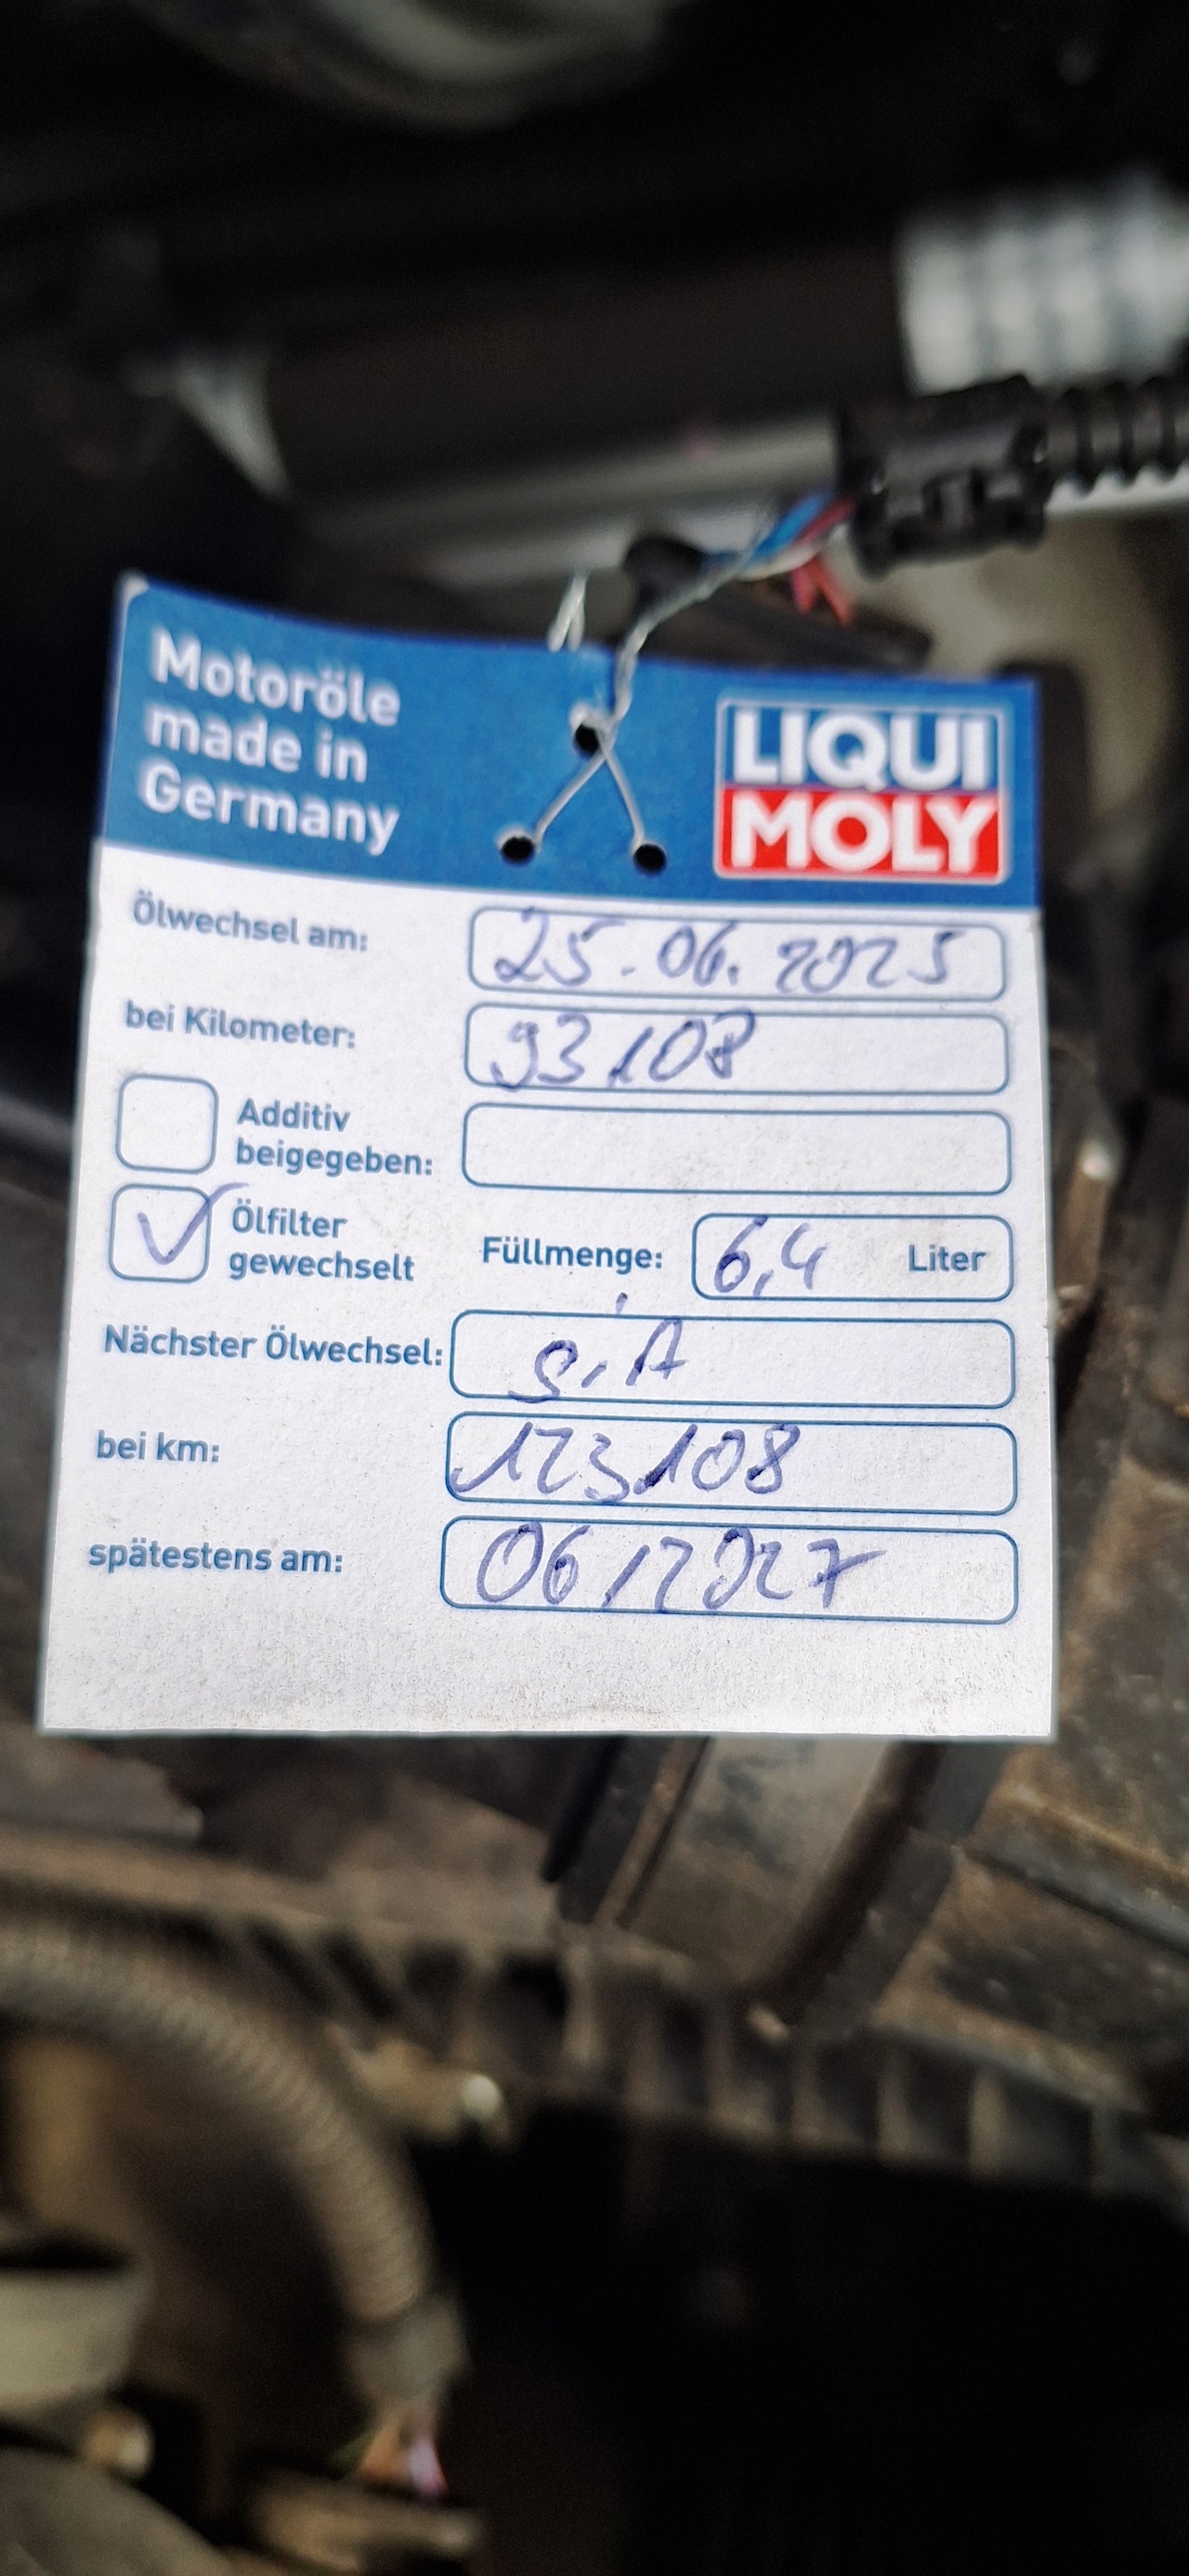 Motoröle
made in
Germany
LIQUI
MOLY
Ölwechsel am: 25.06.2025
bei Kilometer: 93108
Additiv
beigegeben:
Ölfilter
gewechselt
Füllmenge: 6,4 Liter
Nächster Ölwechsel: s.A
bei km: 123108
spätestens am: 06/2027